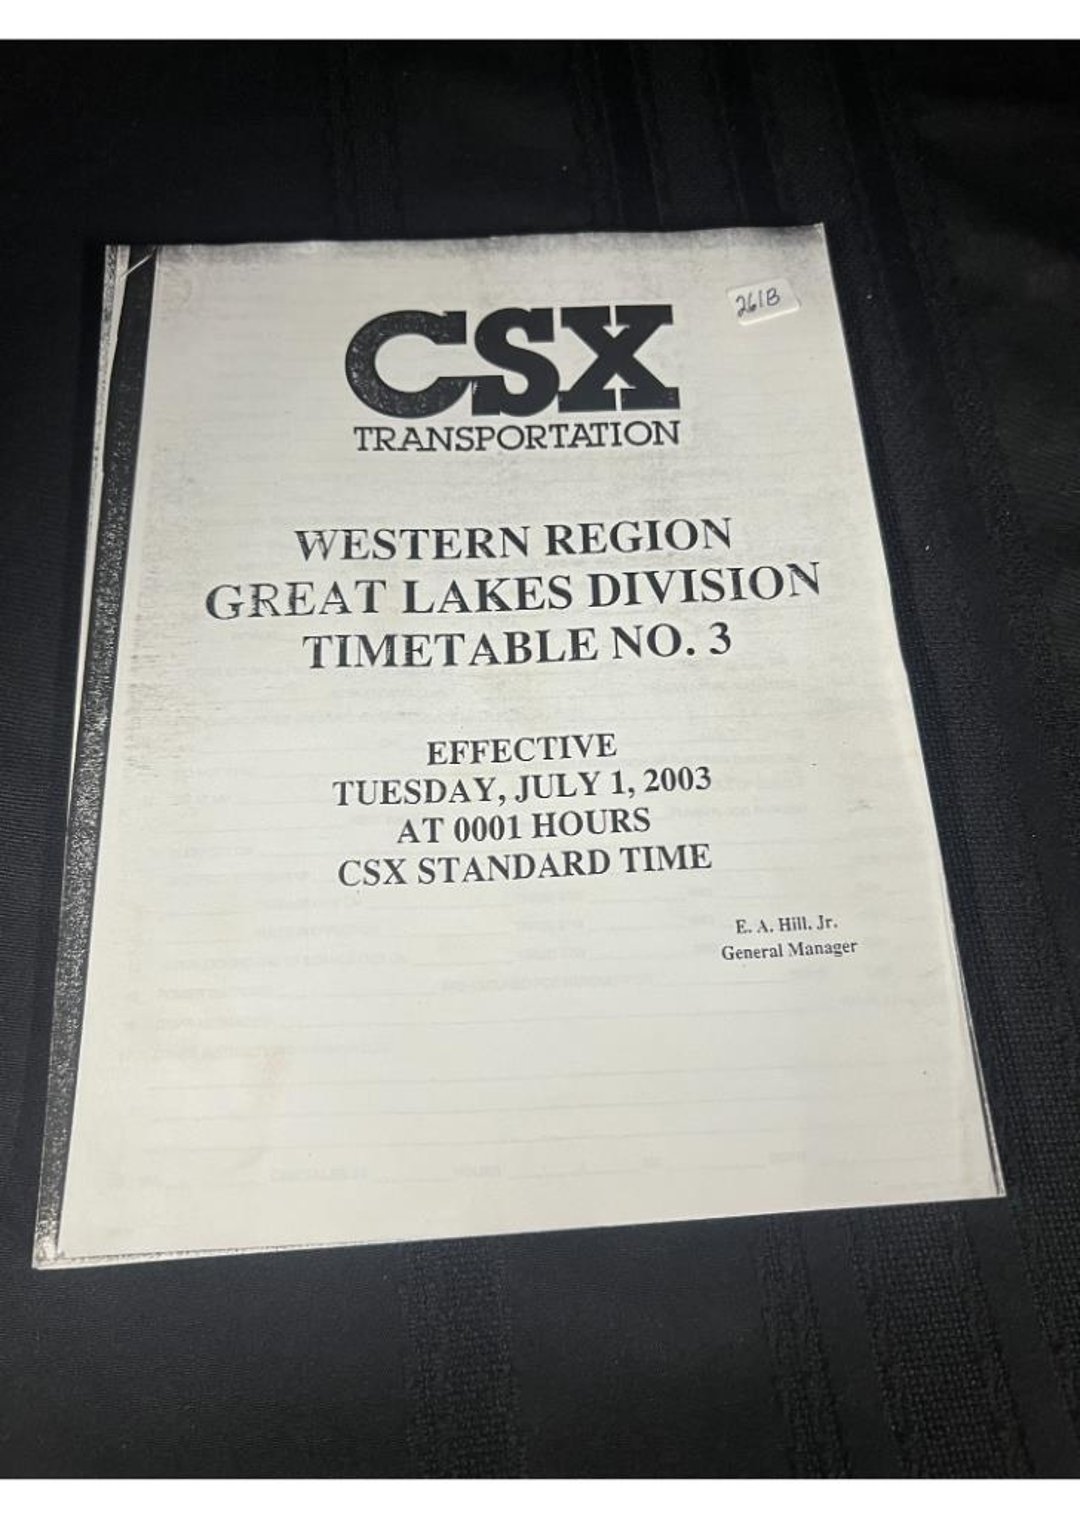 261B
CSX
TRANSPORTATION
WESTERN REGION
GREAT LAKES DIVISION
TIMETABLE NO. 3
EFFECTIVE
TUESDAY, JULY 1, 2003
AT 0001 HOURS
CSX STANDARD TIME
E. A. Hill, Jr.
General Manager